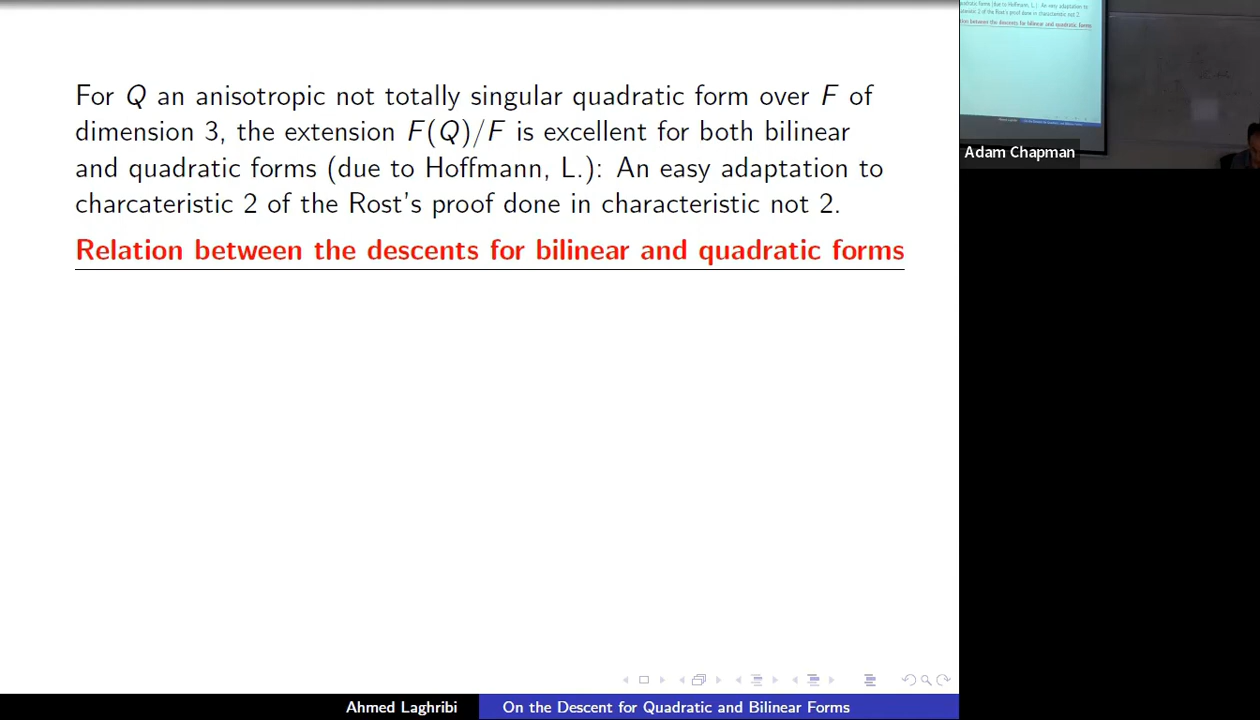 For Q an anisotropic not totally singular quadratic form over F of
dimension 3, the extension F(Q)/F is excellent for both bilinear
and quadratic forms (due to Hoffmann, L.): An easy adaptation to
charcateristic 2 of the Rost's proof done in characteristic not 2.
Relation between the descents for bilinear and quadratic forms
Ahmed Laghribi
On the Descent for Quadratic and Bilinear Forms
Adam Chapman